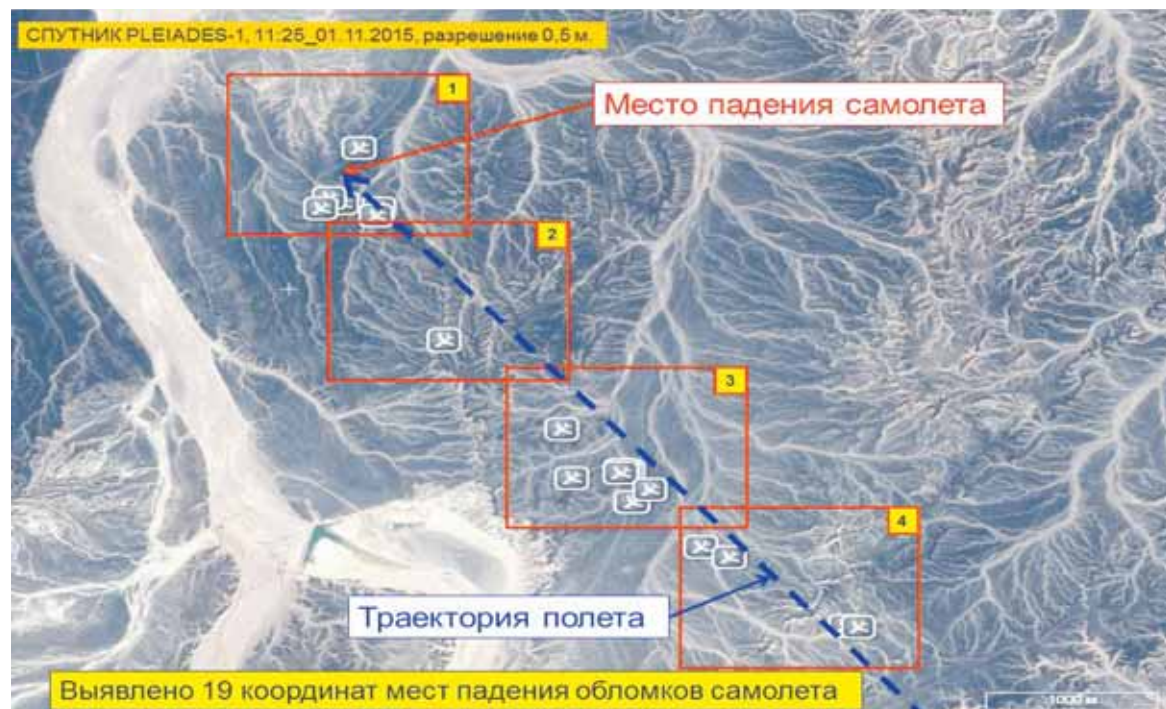 СПУТНИК PLEIADES-1, 11:25_01.11.2015, разрешение 0,5 м.
1
Место падения самолета
2
3
4
Траектория полета
Выявлено 19 координат мест падения обломков самолета
1000 м